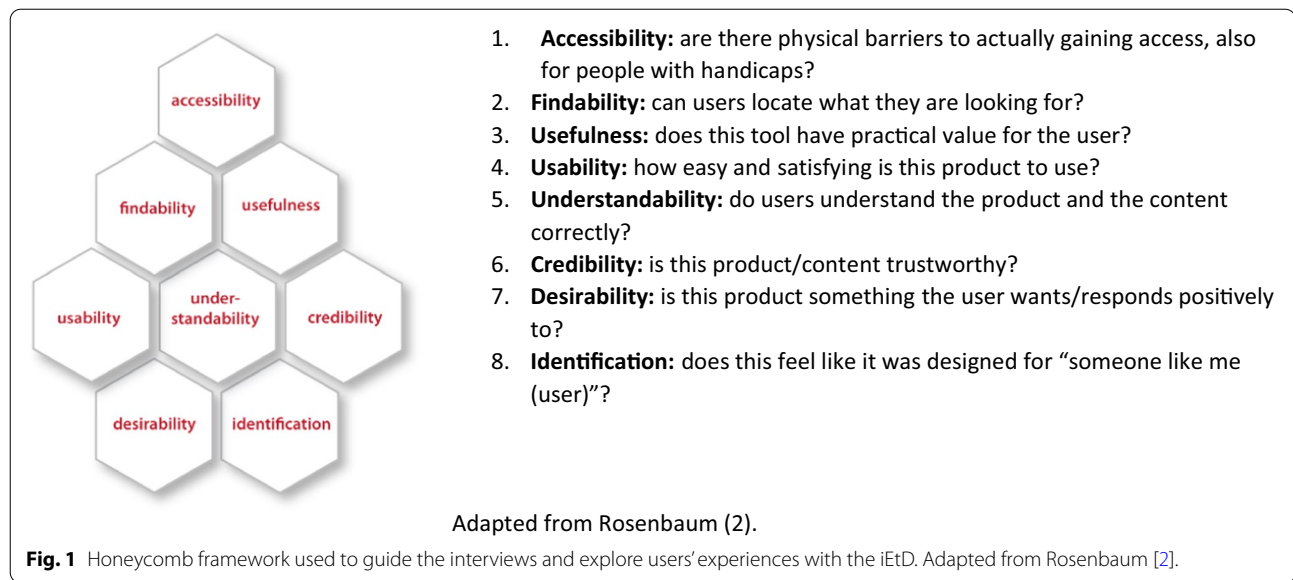 accessibility
findability
usefulness
usability
under-
standability
credibility
desirability
identification
1. Accessibility: are there physical barriers to actually gaining access, also
for people with handicaps?
2. Findability: can users locate what they are looking for?
3. Usefulness: does this tool have practical value for the user?
4. Usability: how easy and satisfying is this product to use?
5. Understandability: do users understand the product and the content
correctly?
6. Credibility: is this product/content trustworthy?
7. Desirability: is this product something the user wants/responds positively
to?
8. Identification: does this feel like it was designed for “someone like me
(user)”?
Adapted from Rosenbaum (2).
Fig. 1 Honeycomb framework used to guide the interviews and explore users’ experiences with the iEtD. Adapted from Rosenbaum [2].